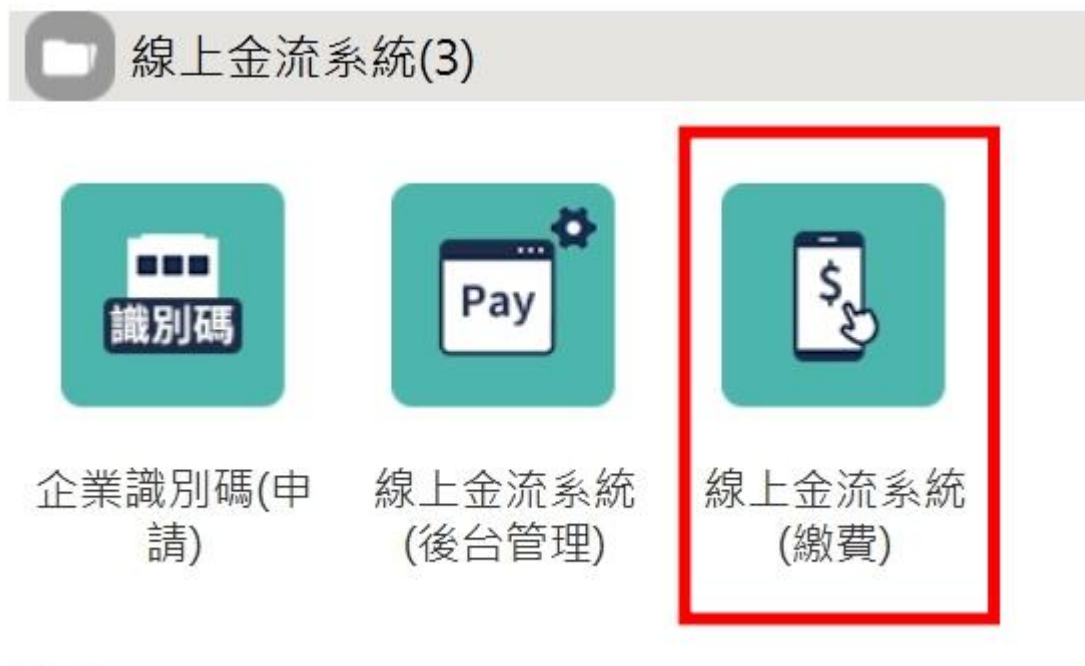 線上金流系統(3)
識別碼
Pay
$
企業識別碼(申
請)
線上金流系統
(後台管理)
線上金流系統
(繳費)